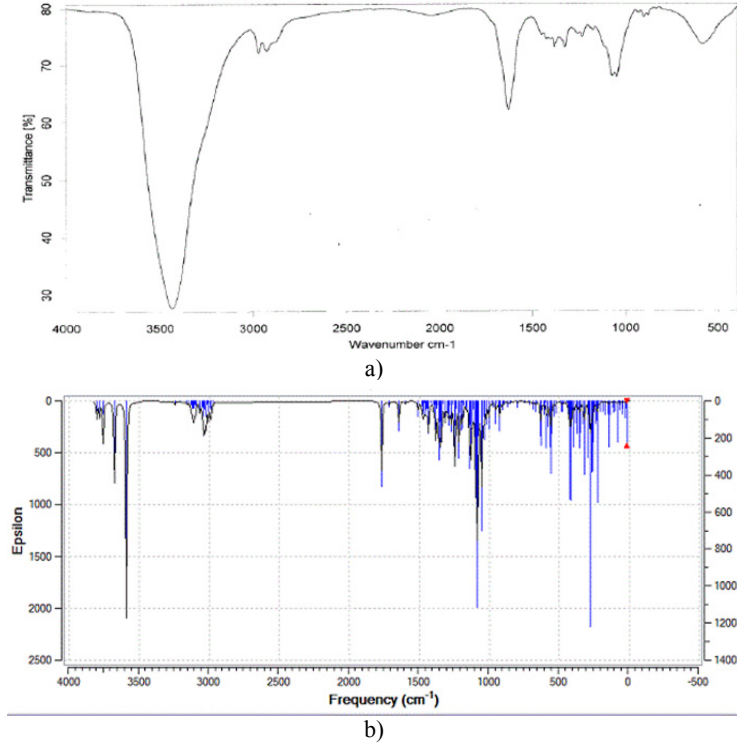 80
70
60
50
40
30
Transmittance [%]
4000 3500 3000 2500 2000 1500 1000 500
Wavenumber cm-1
a)
0 0
500 200
400
1000 600
1500 800
2000 1000
1200
2500 1400
Epsilon
4000 3500 3000 2500 2000 1500 1000 500 -0 -500
Frequency (cm-1)
b)